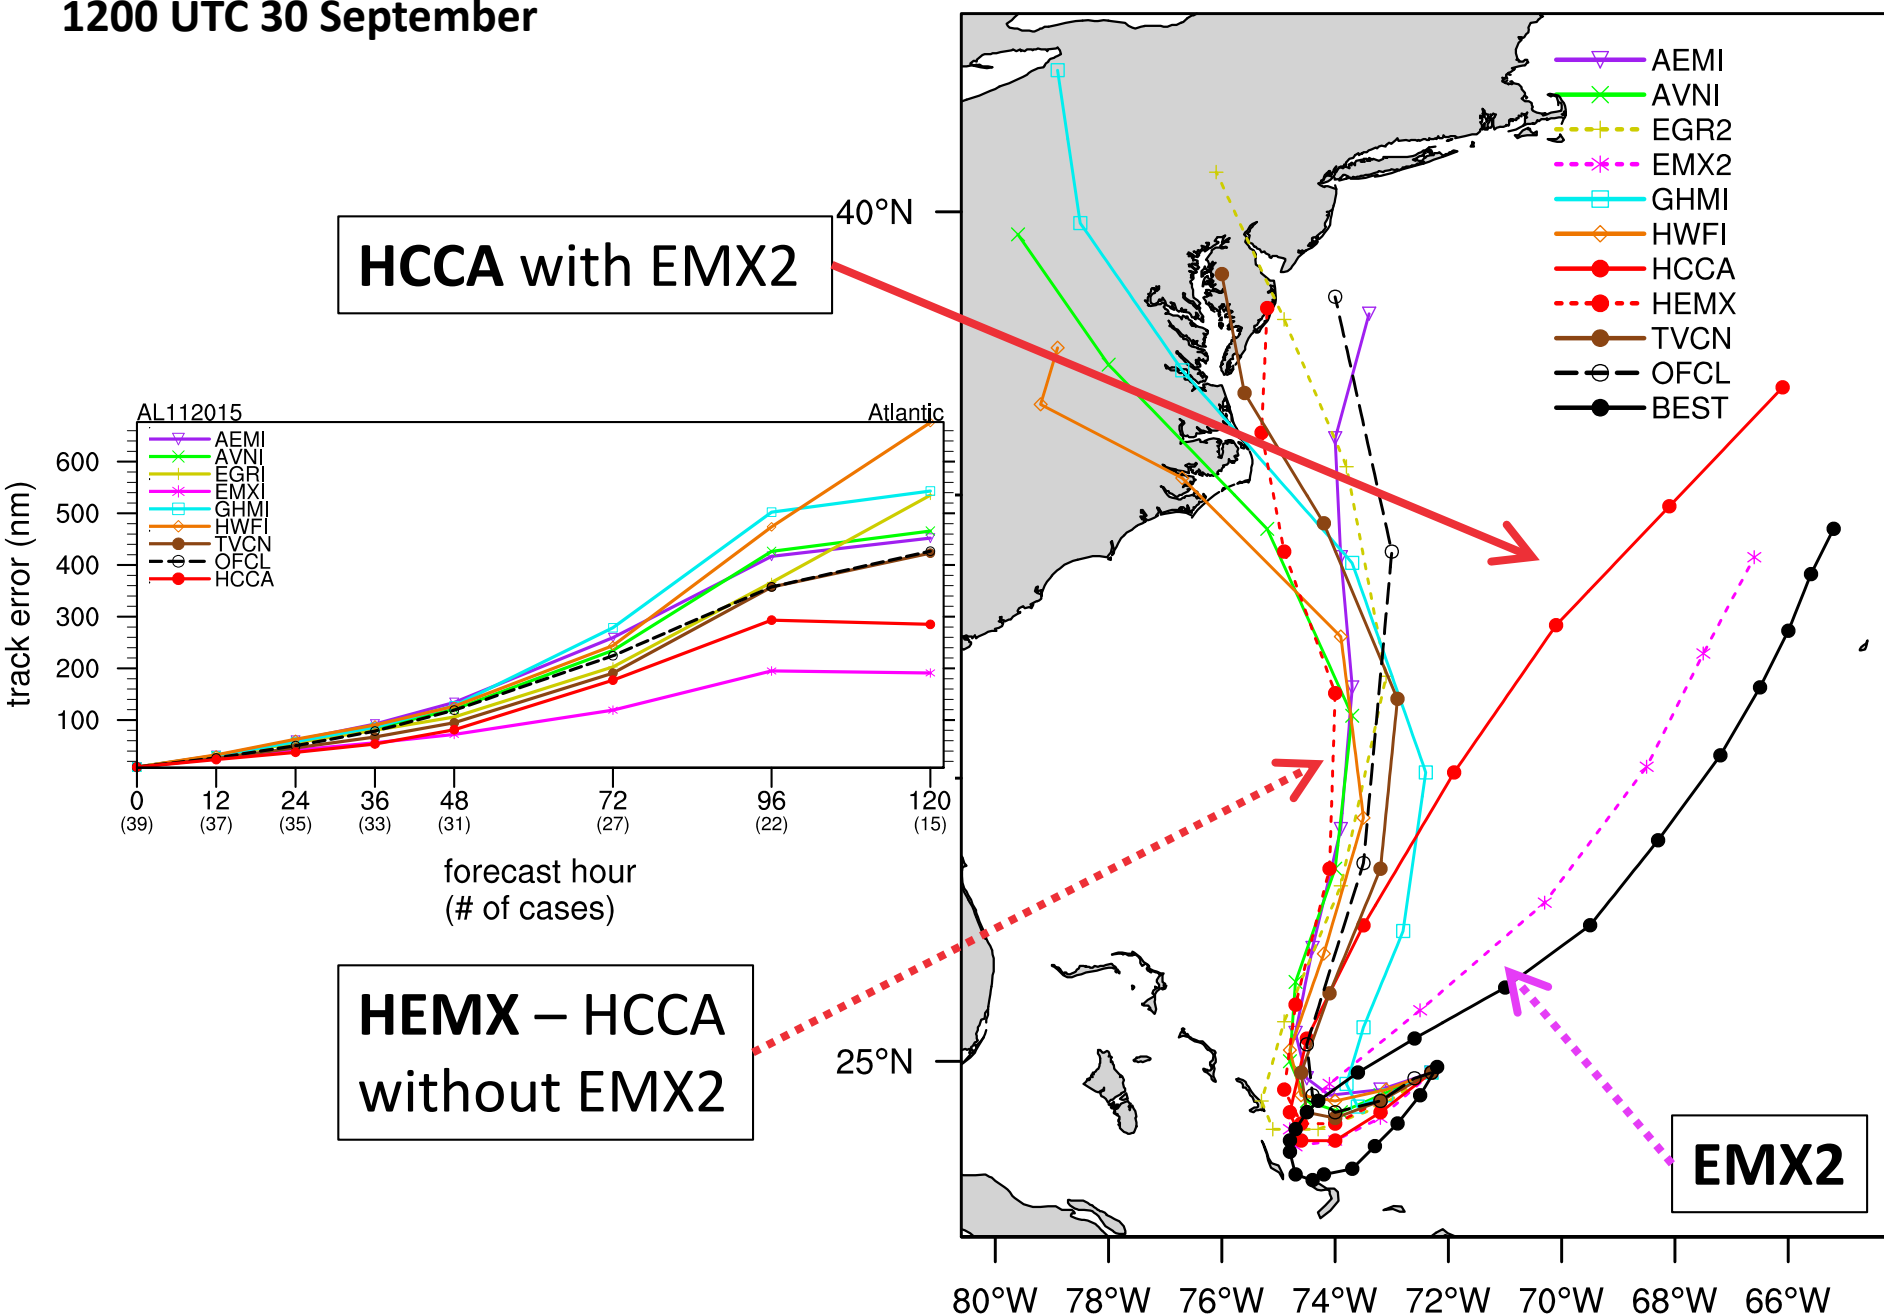 1200 UTC 30 September
HCCA with EMX2
40°N
25°N
AEMI
AVNI
EGR2
EMX2
GHMI
HWFI
HCCA
HEMX
TVCN
OFCL
BEST
AL112015
Atlantic
AEMI
AVNI
EGRI
EMXI
GHMI
HWFI
TVCN
OFCL
HCCA
track error (nm)
600
500
400
300
200
100
0 12 24 36 48 72 96 120
(39) (37) (35) (33) (31) (27) (22) (15)
forecast hour
(# of cases)
HEMX – HCCA
without EMX2
EMX2
80°W 78°W 76°W 74°W 72°W 70°W 68°W 66°W